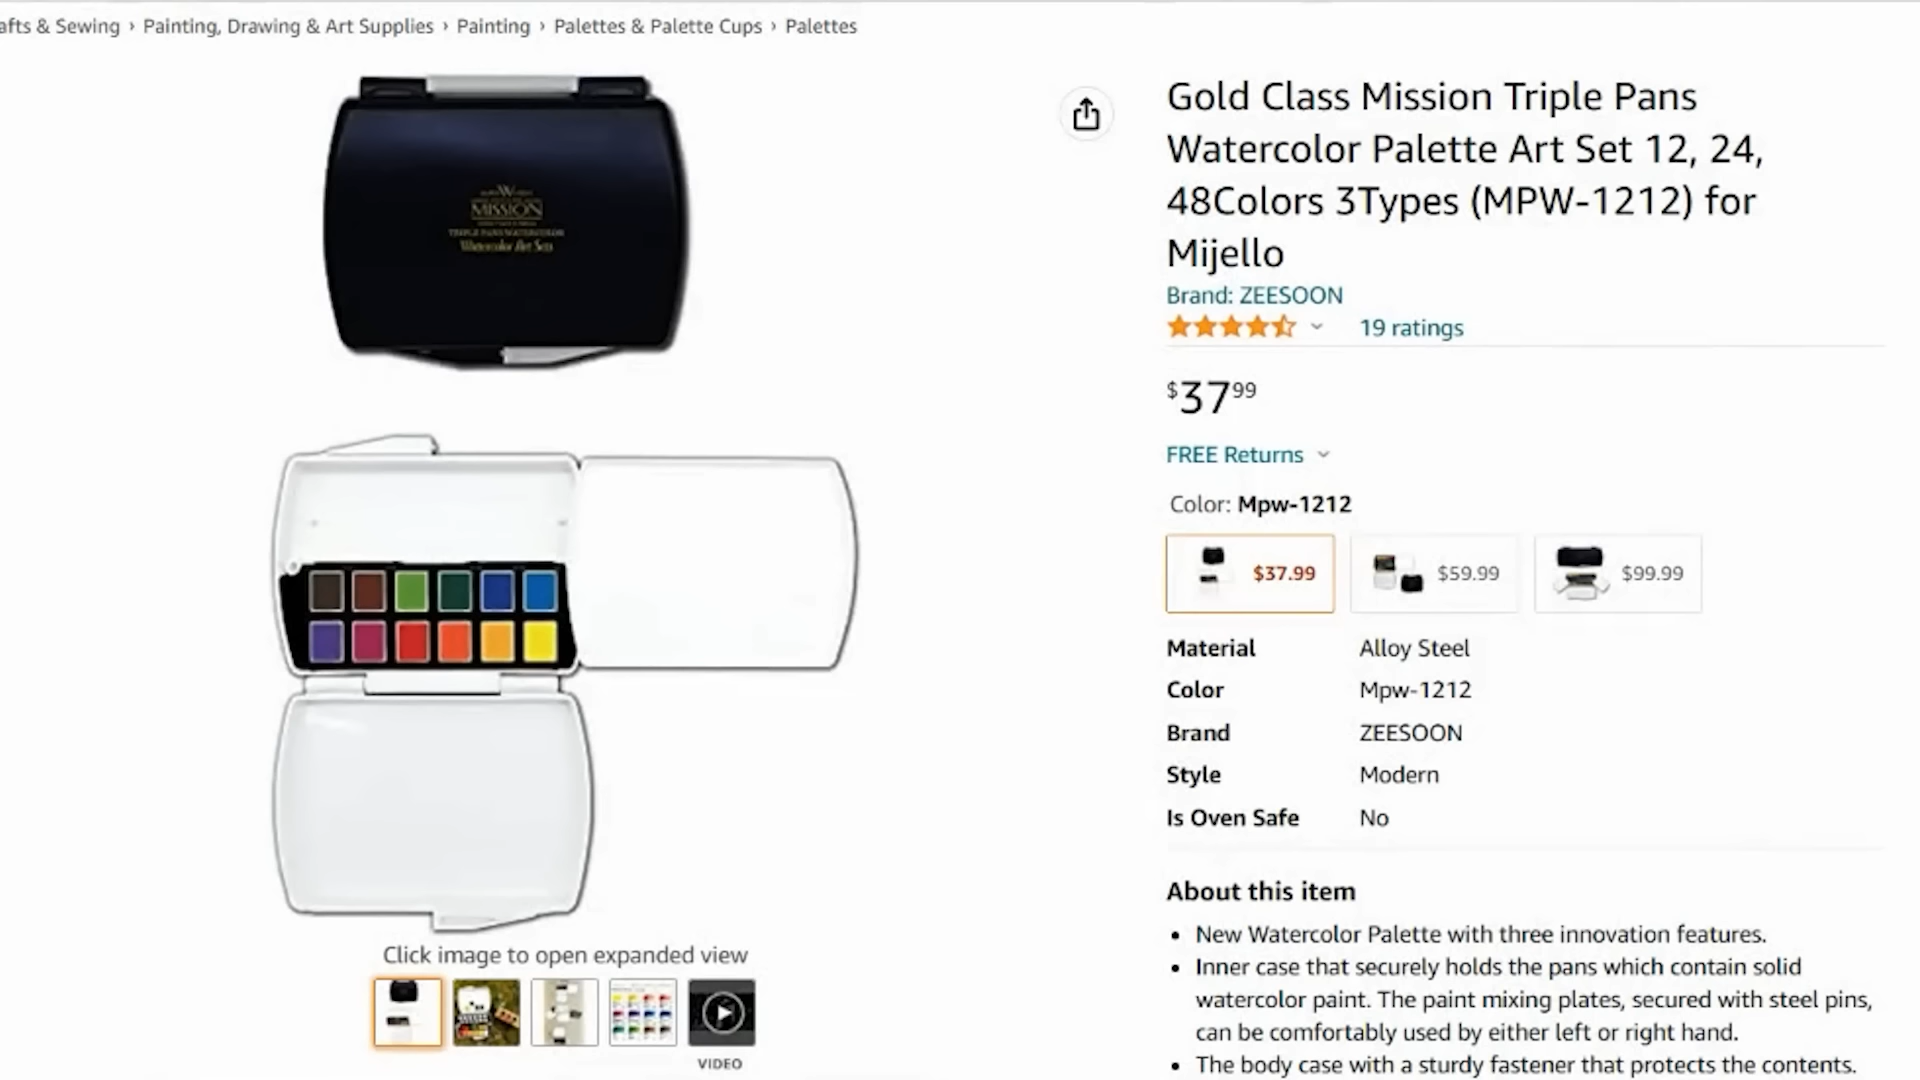 afts & Sewing › Painting, Drawing & Art Supplies › Painting › Palettes & Palette Cups › Palettes
MISSION
TRIPLE PANS WATERCOLOR
Watercolor Art Sets
Click image to open expanded view
VIDEO
Gold Class Mission Triple Pans
Watercolor Palette Art Set 12, 24,
48Colors 3Types (MPW-1212) for
Mijello
Brand: ZEESOON
19 ratings
$37 99
FREE Returns
Color: Mpw-1212
$37.99 $59.99 $99.99
Material Alloy Steel
Color Mpw-1212
Brand ZEESOON
Style Modern
Is Oven Safe No
About this item
• New Watercolor Palette with three innovation features.
• Inner case that securely holds the pans which contain solid
watercolor paint. The paint mixing plates, secured with steel pins,
can be comfortably used by either left or right hand.
• The body case with a sturdy fastener that protects the contents.